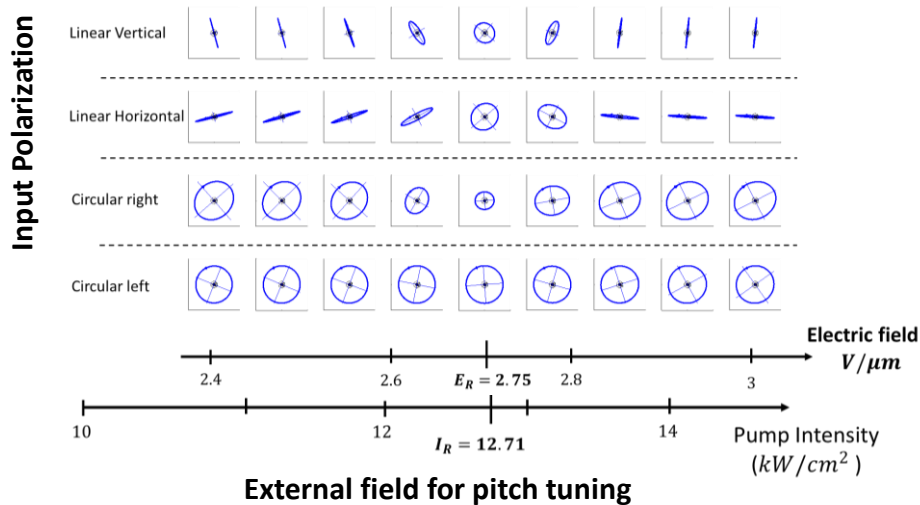 Input Polarization
Linear Vertical
Linear Horizontal
Circular right
Circular left
Electric field
V/μm
2.4
2.6
E_R = 2.75
2.8
3
10
12
14
I_R = 12.71
Pump Intensity
(kW/cm² )
External field for pitch tuning